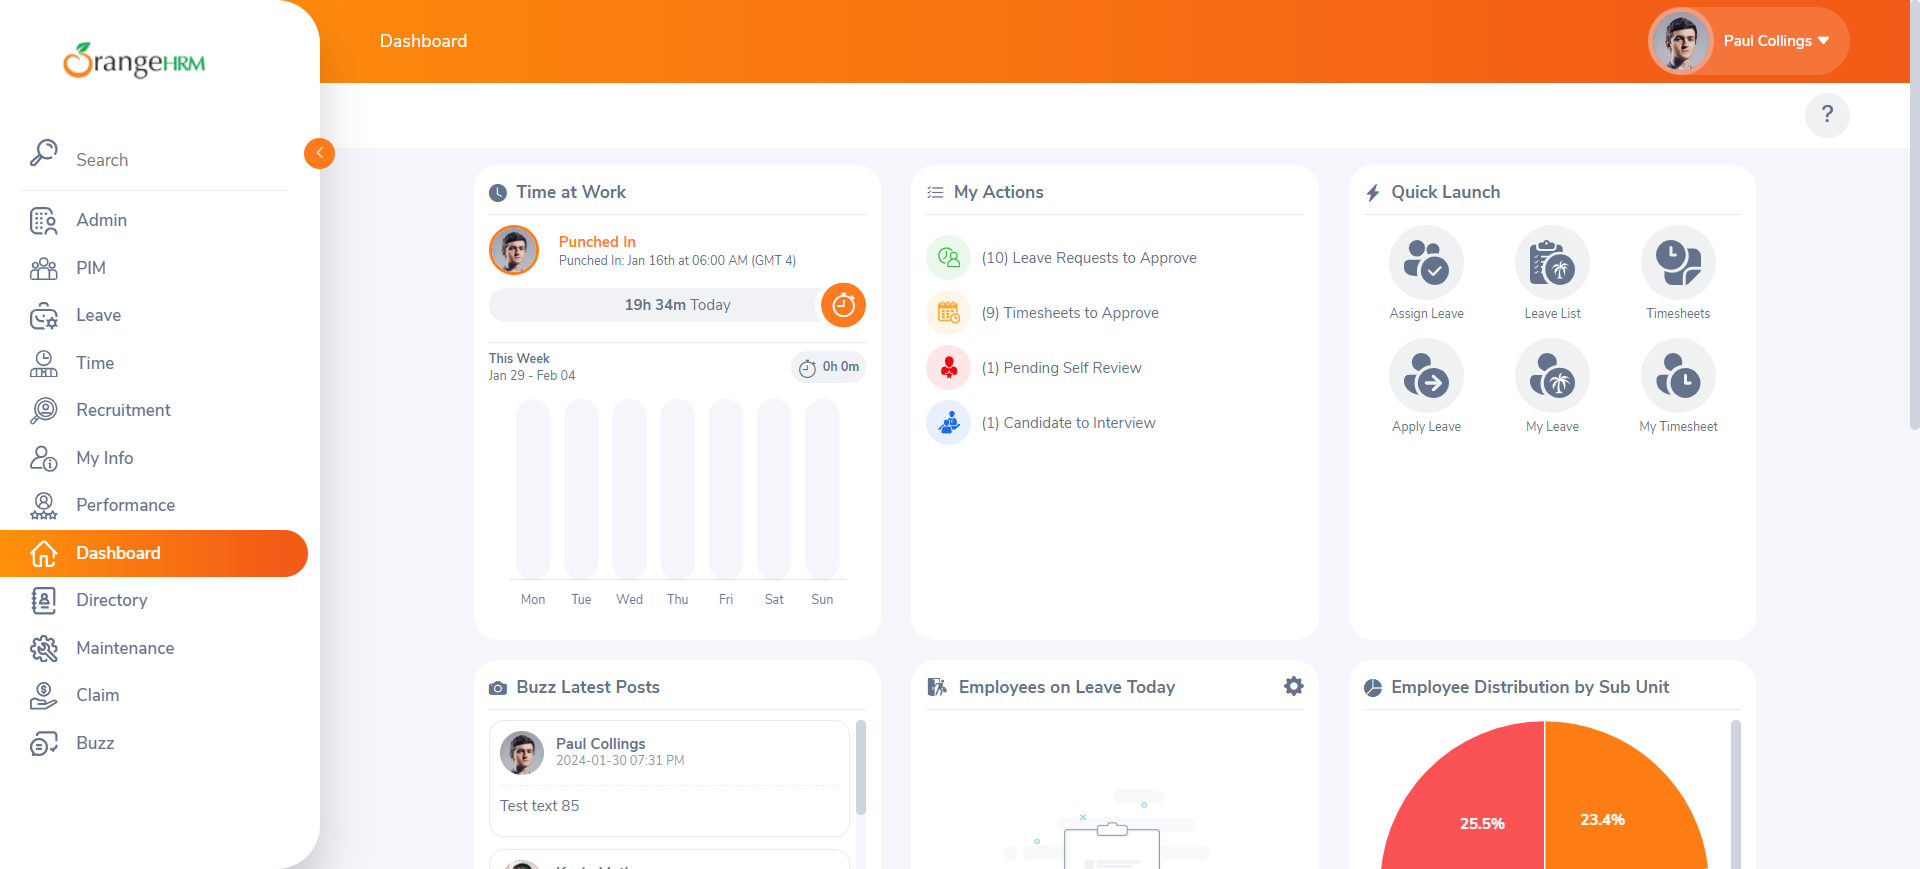 OrangeHRM
Search
Admin
PIM
Leave
Time
Recruitment
My Info
Performance
Dashboard
Directory
Maintenance
Claim
Buzz
Dashboard
Paul Collings
?
Time at Work
Punched In
Punched In: Jan 16th at 06:00 AM (GMT 4)
19h 34m Today
This Week
Jan 29 - Feb 04
0h 0m
Mon Tue Wed Thu Fri Sat Sun
My Actions
(10) Leave Requests to Approve
(9) Timesheets to Approve
(1) Pending Self Review
(1) Candidate to Interview
Quick Launch
Assign Leave
Leave List
Timesheets
Apply Leave
My Leave
My Timesheet
Buzz Latest Posts
Paul Collings
2024-01-30 07:31 PM
Test text 85
Employees on Leave Today
Employee Distribution by Sub Unit
25.5%
23.4%